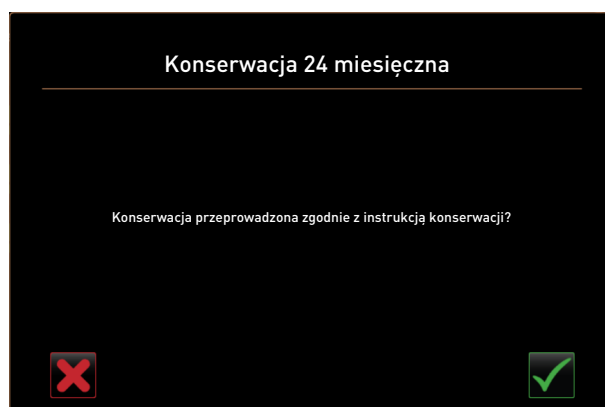 Konserwacja 24 miesięczna
Konserwacja przeprowadzona zgodnie z instrukcją konserwacji?